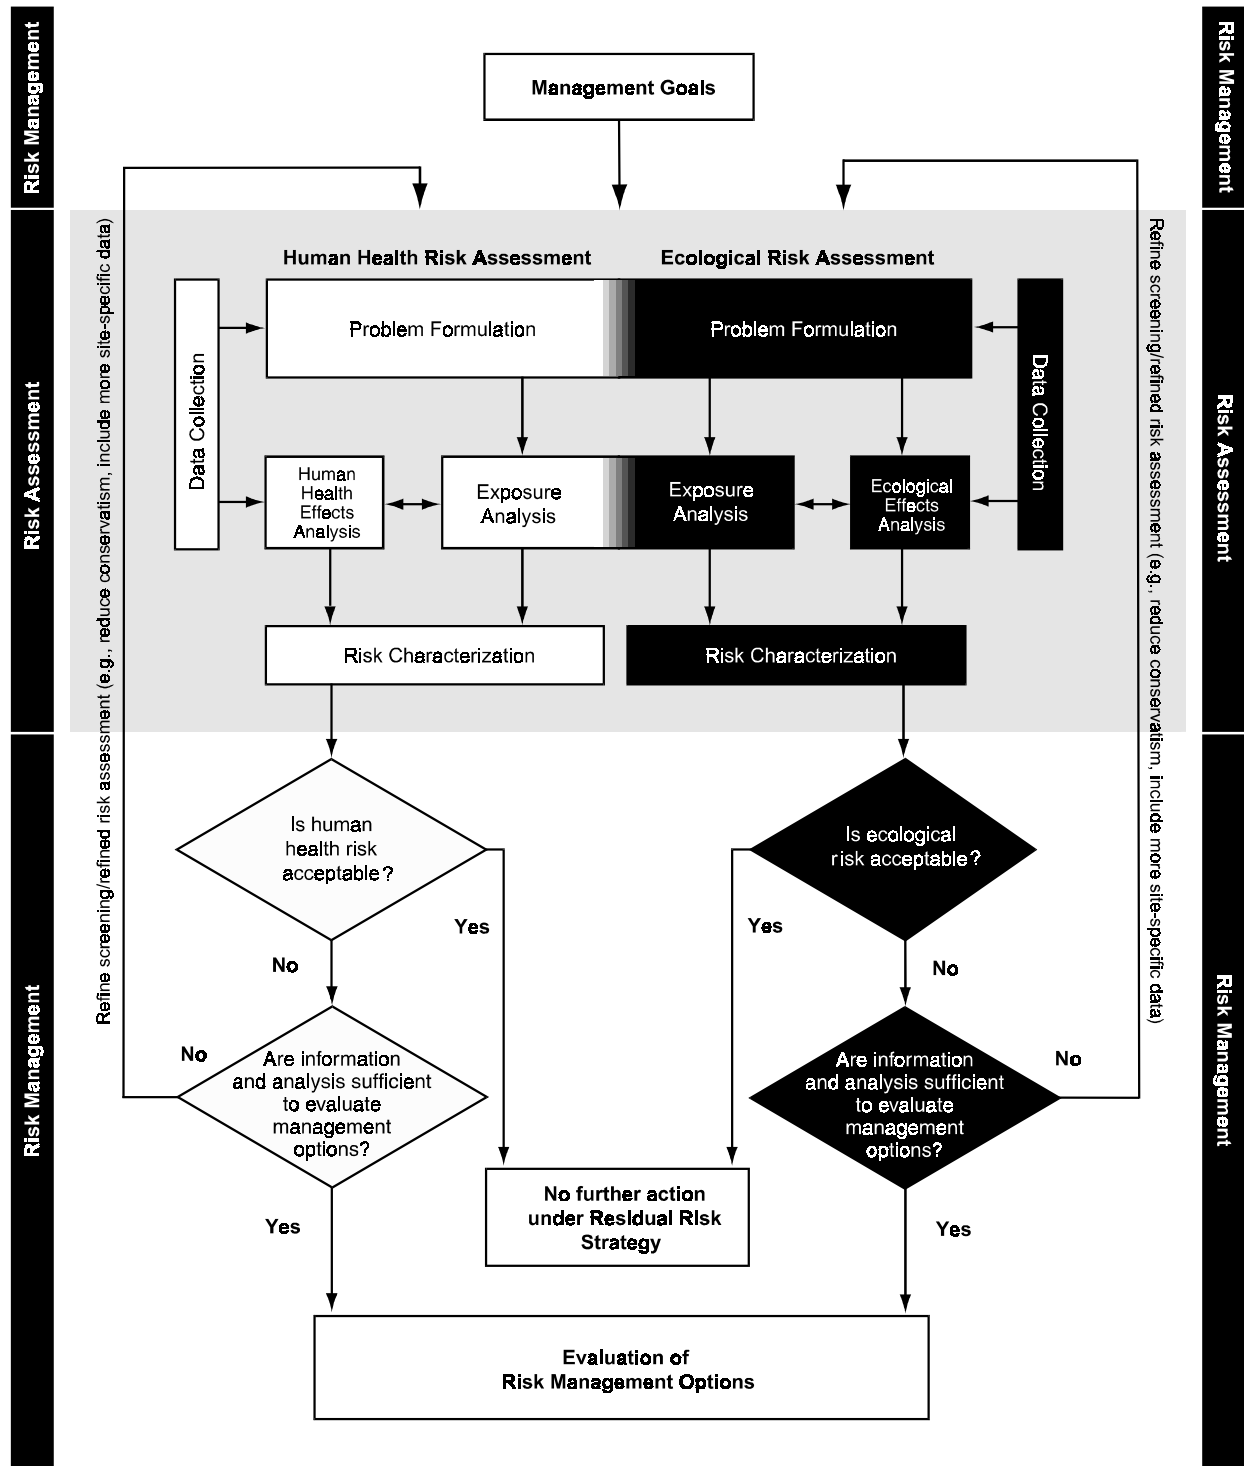 Risk Management
Risk Management
Management Goals
Refine screening/refined risk assessment (e.g., reduce conservatism, include more site-specific data)
Refine screening/refined risk assessment (e.g., reduce conservatism, include more site-specific data)
Risk Assessment
Risk Assessment
Human Health Risk Assessment
Ecological Risk Assessment
Data Collection
Problem Formulation
Problem Formulation
Data Collection
Human
Health
Effects
Analysis
Exposure
Analysis
Exposure
Analysis
Ecological
Effects
Analysis
Risk Characterization
Risk Characterization
Risk Management
Risk Management
Is human
health risk
acceptable?
Is ecological
risk acceptable?
Yes
Yes
No
No
No
Are information
and analysis sufficient
to evaluate
management
options?
Are information
and analysis sufficient
to evaluate
management
options?
No
No further action
under Residual Risk
Strategy
Yes
Yes
Evaluation of
Risk Management Options